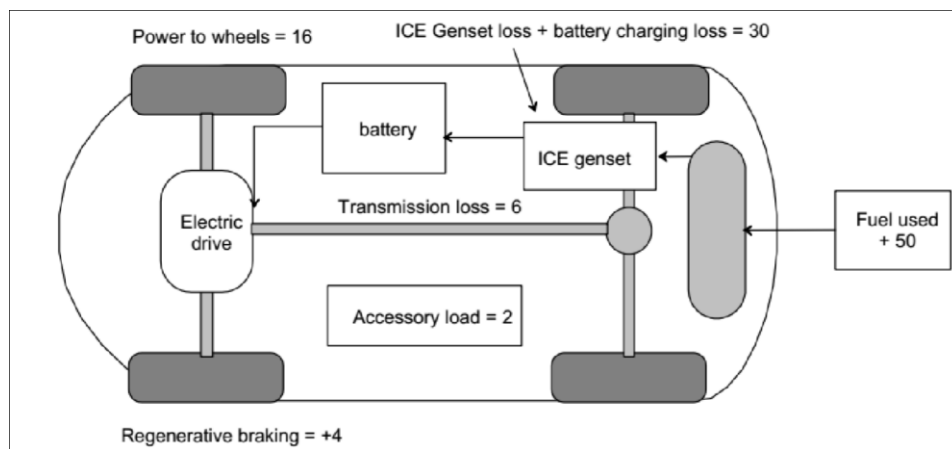 Power to wheels = 16
ICE Genset loss + battery charging loss = 30
battery
ICE genset
Transmission loss = 6
Electric
drive
Fuel used
+ 50
Accessory load = 2
Regenerative braking = +4